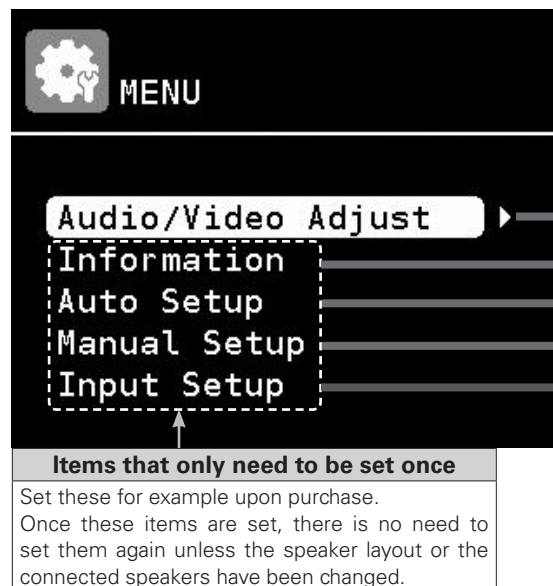 MENU
Audio/Video Adjust
Information
Auto Setup
Manual Setup
Input Setup
Items that only need to be set once
Set these for example upon purchase.
Once these items are set, there is no need to
set them again unless the speaker layout or the
connected speakers have been changed.